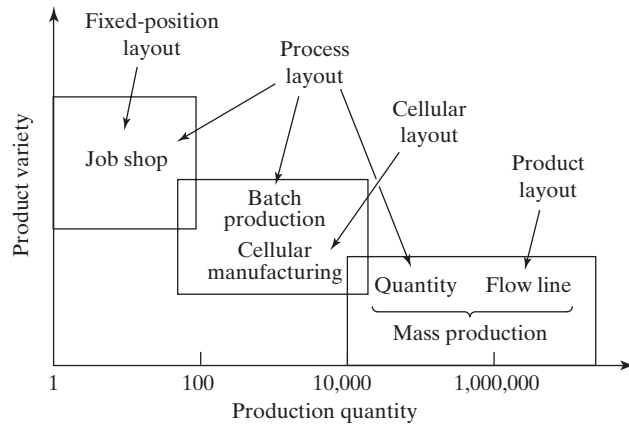 Fixed-position
layout
Process
layout
Cellular
layout
Product
layout
Product variety
Job shop
Batch
production
Cellular
manufacturing
Quantity
Flow line
Mass production
1
100
10,000
1,000,000
Production quantity